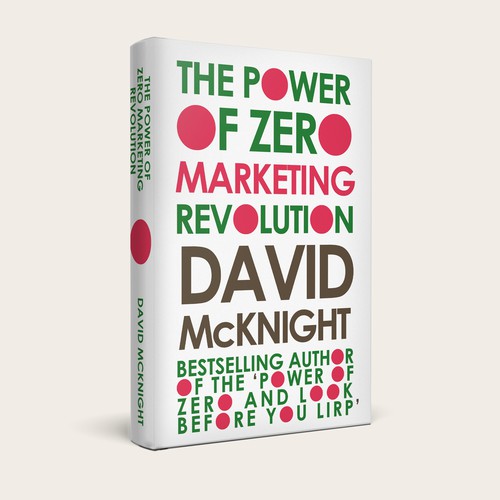 THE POWER
OF ZERO
MARKETING
REVOLUTION
DAVID
McKNIGHT
BESTSELLING AUTHOR
OF THE ‘POWER OF
ZERO AND LOOK
BEFORE YOU LIRP’
THE POWER OF
ZERO MARKETING
REVOLUTION
DAVID MCKNIGHT